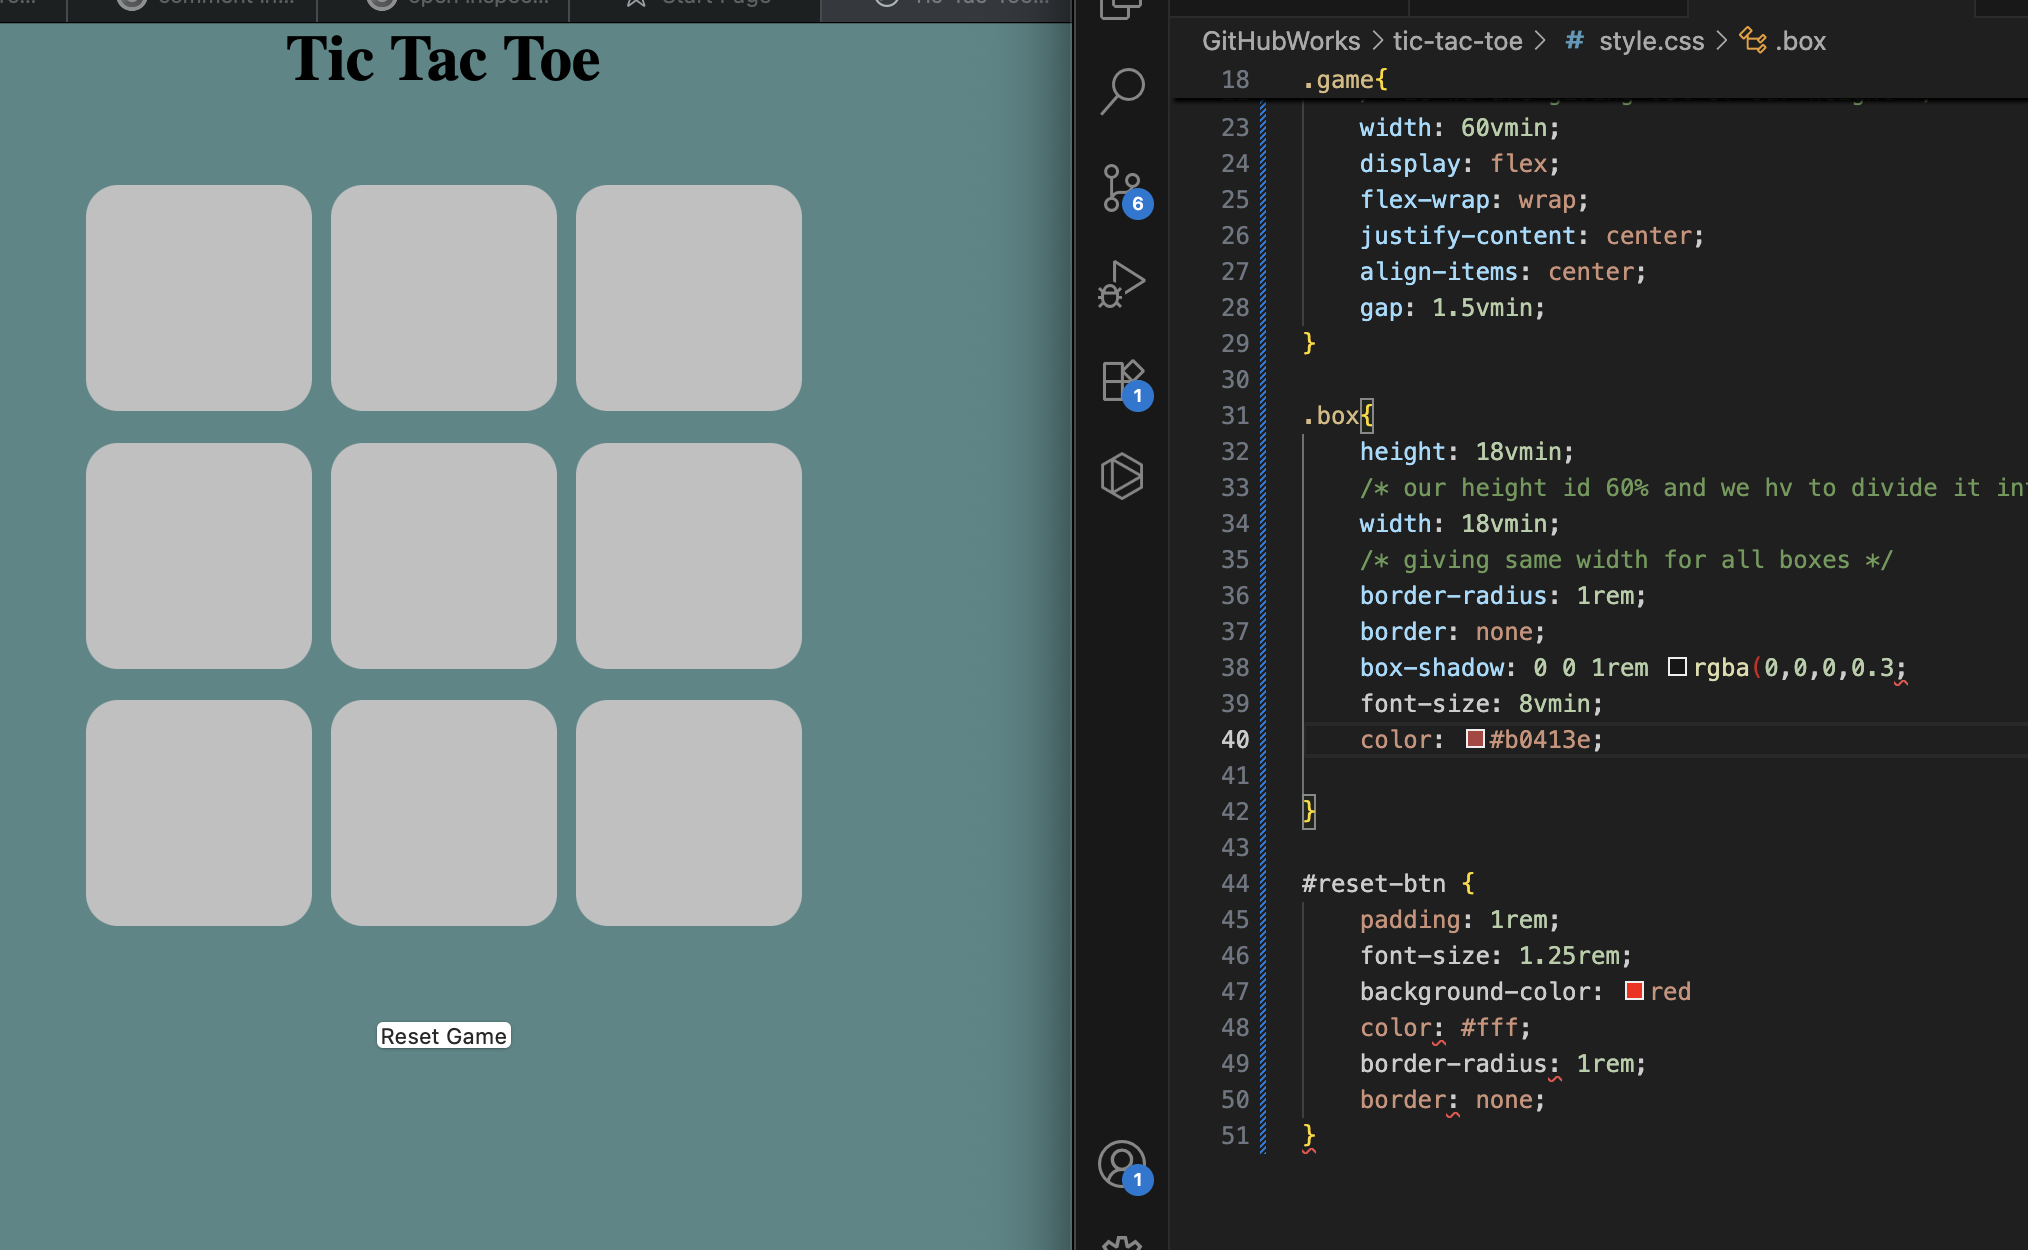 Start Page
Tic Tac Toe
Reset Game
6
1
1
GitHubWorks > tic-tac-toe > # style.css > .box
18 .game{
23 width: 60vmin;
24 display: flex;
25 flex-wrap: wrap;
26 justify-content: center;
27 align-items: center;
28 gap: 1.5vmin;
29 }
30
31 .box{
32 height: 18vmin;
33 /* our height id 60% and we hv to divide it in
34 width: 18vmin;
35 /* giving same width for all boxes */
36 border-radius: 1rem;
37 border: none;
38 box-shadow: 0 0 1rem rgba(0,0,0,0.3;
39 font-size: 8vmin;
40 color: #b0413e;
41
42 }
43
44 #reset-btn {
45 padding: 1rem;
46 font-size: 1.25rem;
47 background-color: red
48 color: #fff;
49 border-radius: 1rem;
50 border: none;
51 }